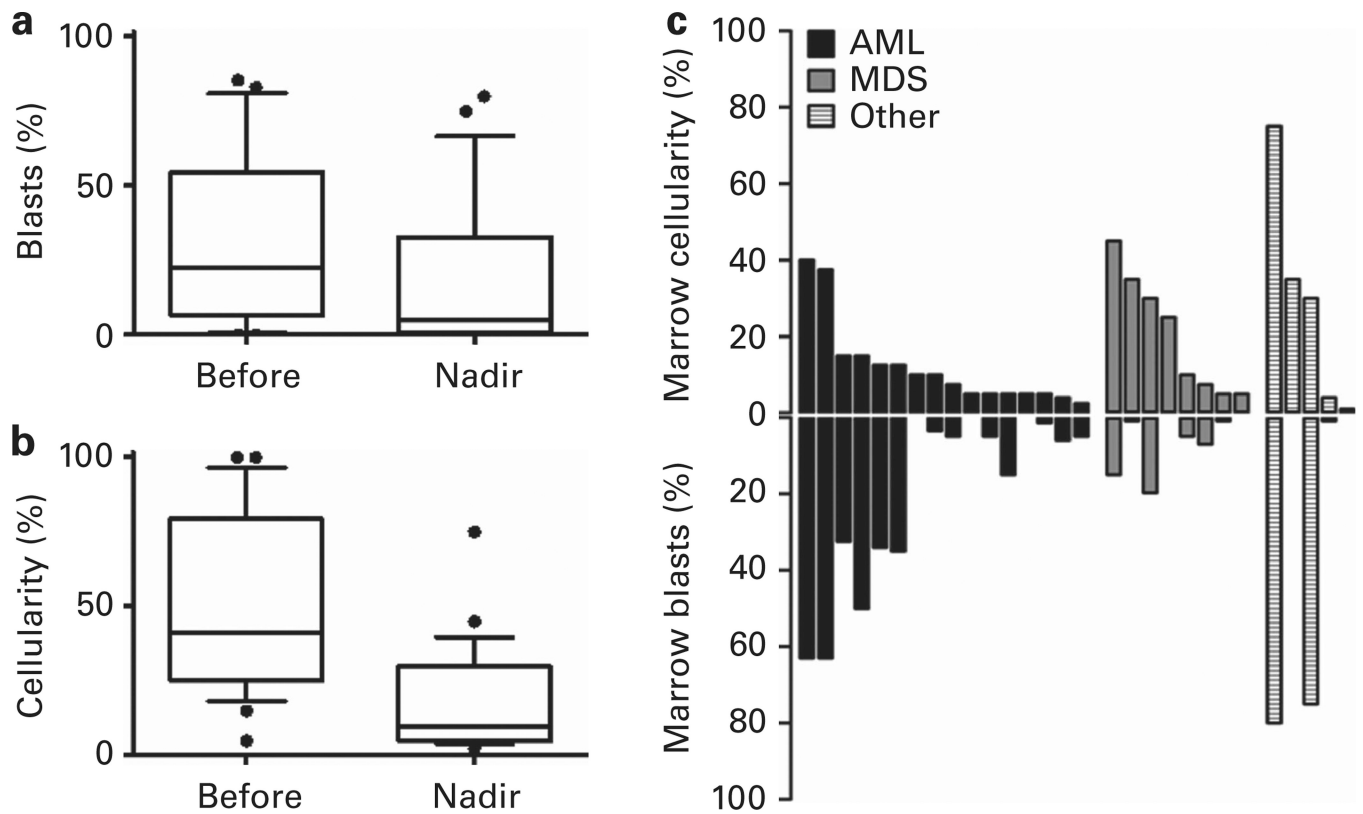 a
100
50
0
Blasts (%)
Before
Nadir
b
100
50
0
Cellularity (%)
Before
Nadir
c
100
80
60
40
20
0
20
40
60
80
100
Marrow cellularity (%)
Marrow blasts (%)
AML
MDS
Other